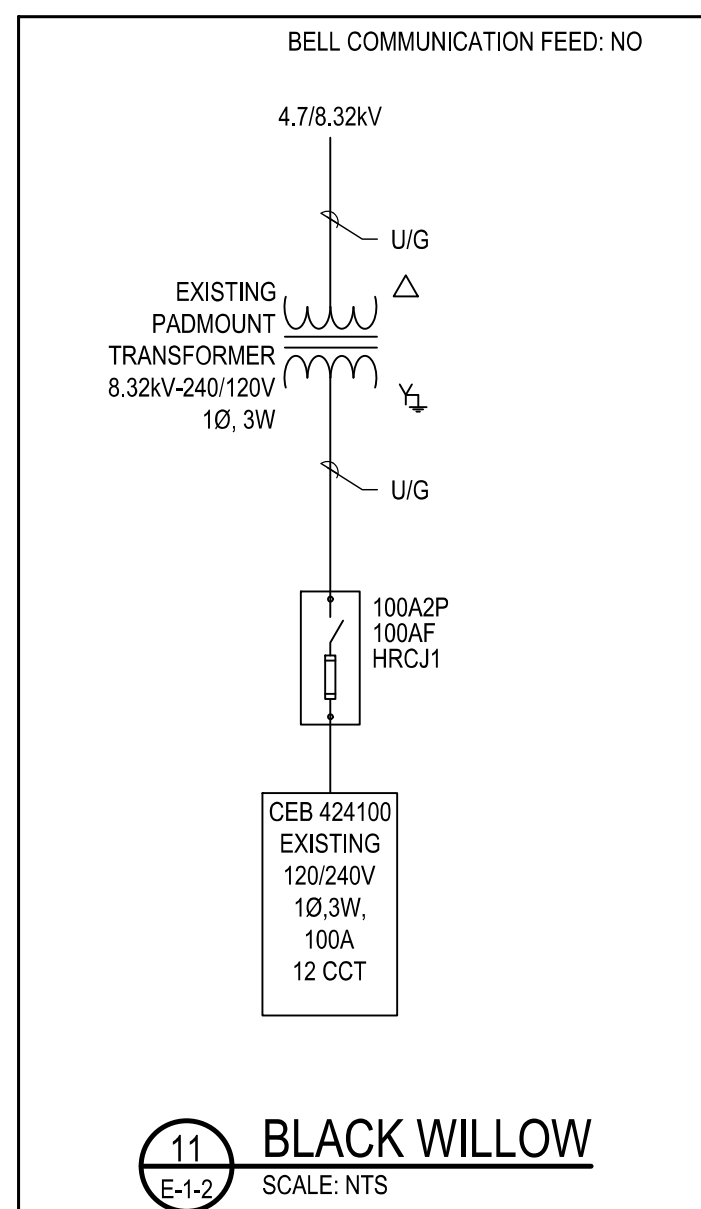 BELL COMMUNICATION FEED: NO
4.7/8.32kV
U/G
EXISTING
PADMOUNT
TRANSFORMER
8.32kV-240/120V
1Ø, 3W
U/G
100A2P
100AF
HRCJ1
CEB 424100
EXISTING
120/240V
1Ø,3W,
100A
12 CCT
11
E-1-2
BLACK WILLOW
SCALE: NTS